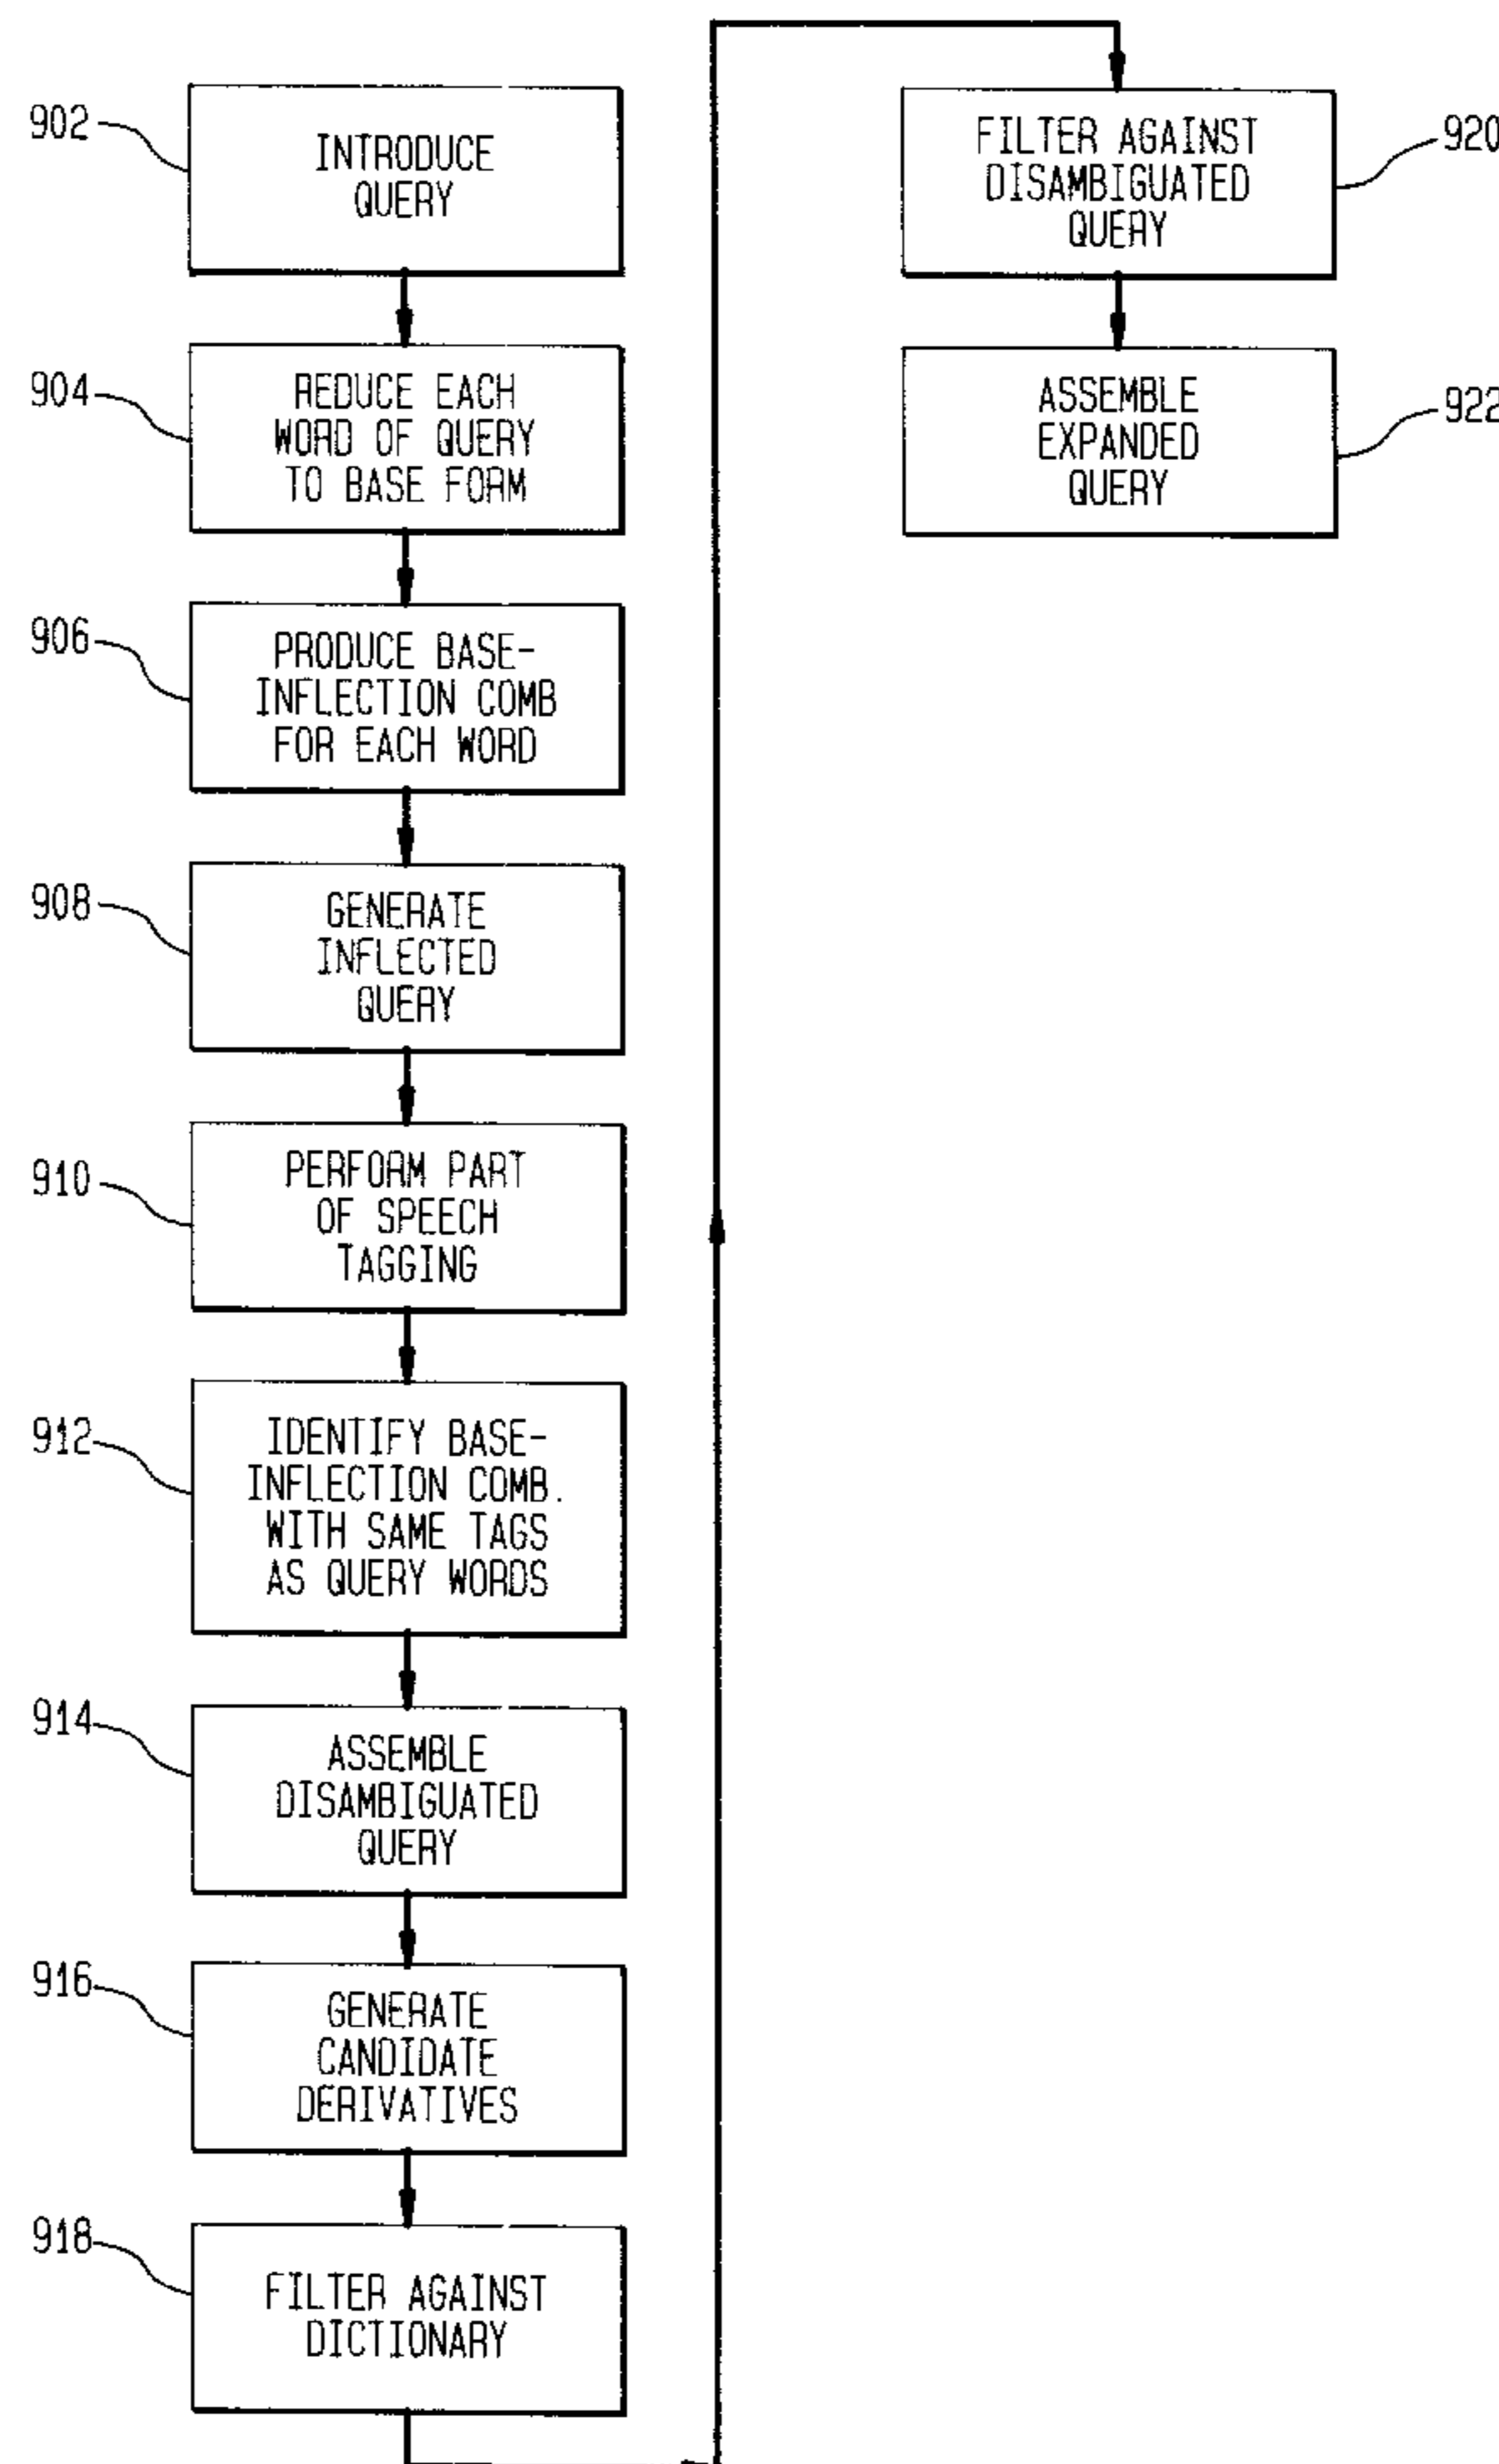 902
INTRODUCE
QUERY
904
REDUCE EACH
WORD OF QUERY
TO BASE FORM
906
PRODUCE BASE-
INFLECTION COMB
FOR EACH WORD
908
GENERATE
INFLECTED
QUERY
910
PERFORM PART
OF SPEECH
TAGGING
912
IDENTIFY BASE-
INFLECTION COMB.
WITH SAME TAGS
AS QUERY WORDS
914
ASSEMBLE
DISAMBIGUATED
QUERY
916
GENERATE
CANDIDATE
DERIVATIVES
918
FILTER AGAINST
DICTIONARY
FILTER AGAINST
DISAMBIGUATED
QUERY
920
ASSEMBLE
EXPANDED
QUERY
922